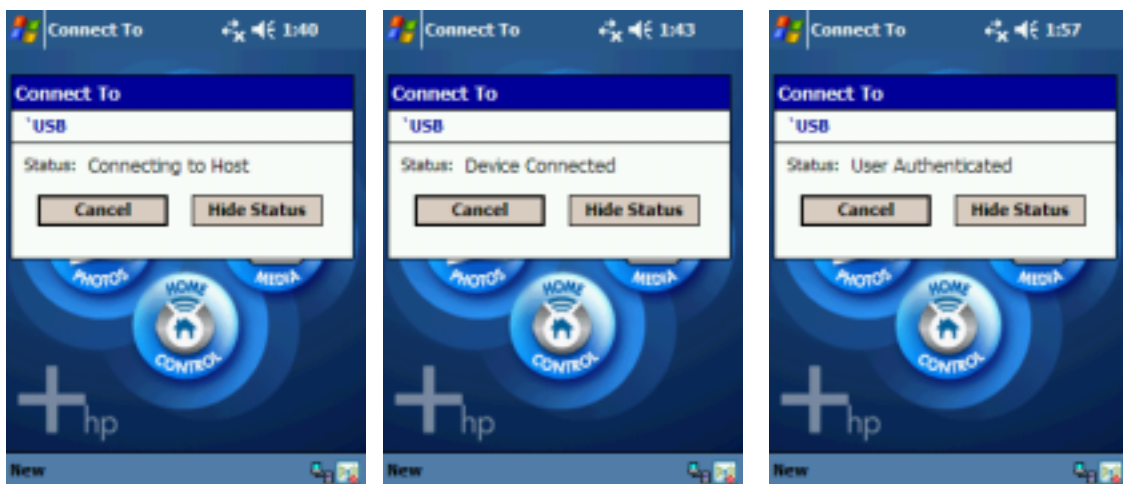 Connect To 1:40
Connect To
`USB
Status: Connecting to Host
Cancel Hide Status
PHOTOS HOME MEDIA
CONTROL
hp
New
Connect To 1:43
Connect To
`USB
Status: Device Connected
Cancel Hide Status
PHOTOS HOME MEDIA
CONTROL
hp
New
Connect To 1:57
Connect To
`USB
Status: User Authenticated
Cancel Hide Status
PHOTOS HOME MEDIA
CONTROL
hp
New